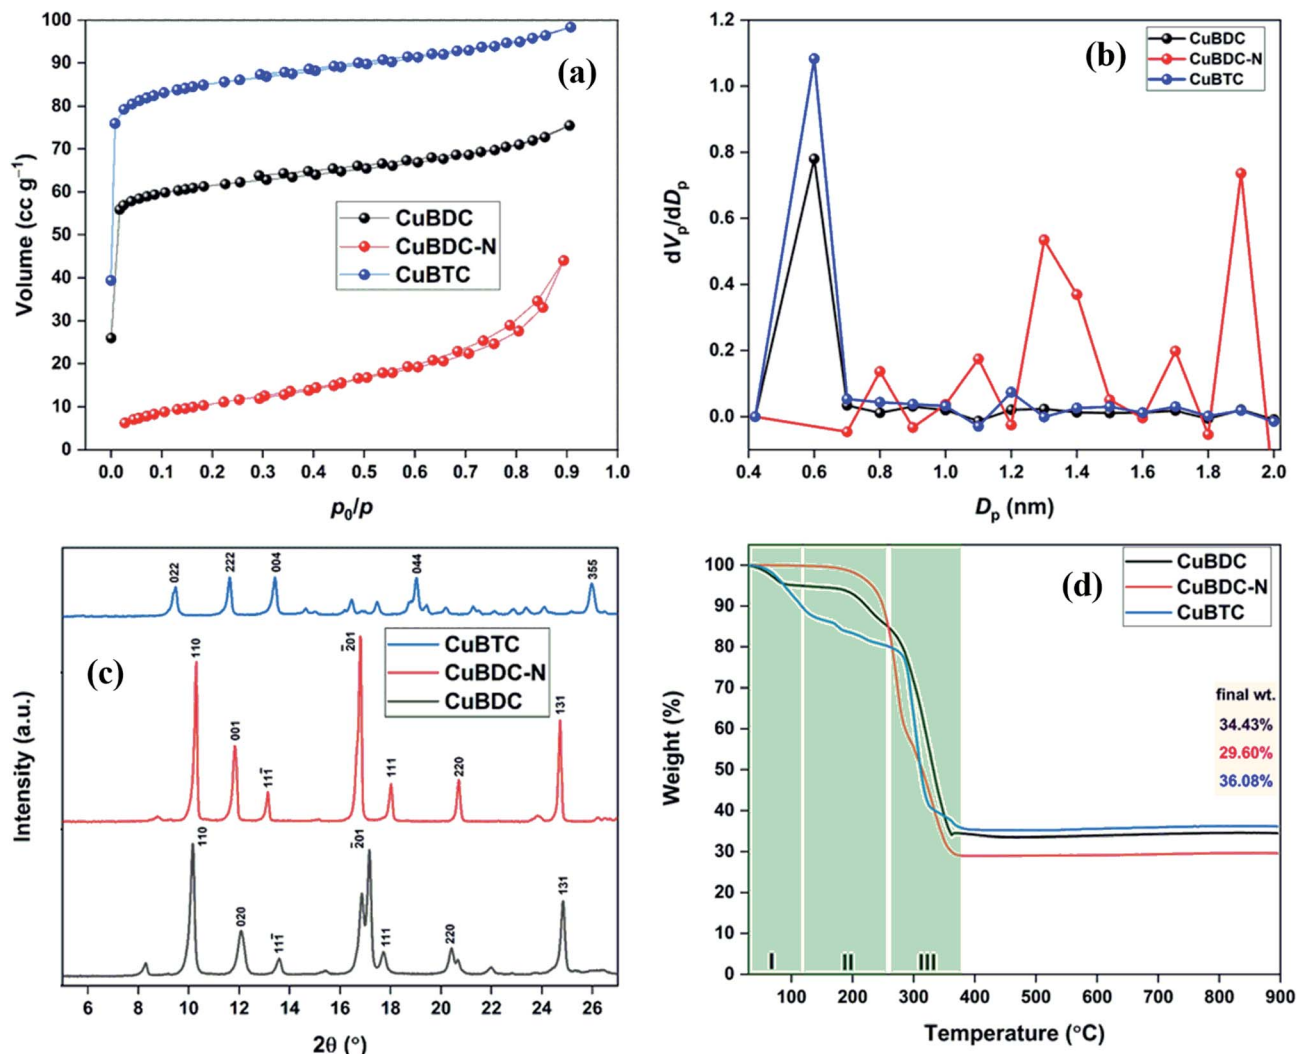 100
90
80
70
60
50
40
30
20
10
0
Volume (cc g⁻¹)
(a)
CuBDC
CuBDC-N
CuBTC
0.0 0.1 0.2 0.3 0.4 0.5 0.6 0.7 0.8 0.9 1.0
p₀/p
1.2
1.0
0.8
0.6
0.4
0.2
0.0
dVₚ/dDₚ
(b)
CuBDC
CuBDC-N
CuBTC
0.4 0.6 0.8 1.0 1.2 1.4 1.6 1.8 2.0
Dₚ (nm)
Intensity (a.u.)
022 222 004 044 355
(c)
CuBTC
CuBDC-N
CuBDC
110 001 11̅1̅ 2̅01 111 220 131
110 020 11̅1̅ 2̅01 111 220 131
6 8 10 12 14 16 18 20 22 24 26
2θ (°)
100
90
80
70
60
50
40
30
20
10
0
Weight (%)
(d)
CuBDC
CuBDC-N
CuBTC
final wt.
34.43%
29.60%
36.08%
I II III
100 200 300 400 500 600 700 800 900
Temperature (°C)